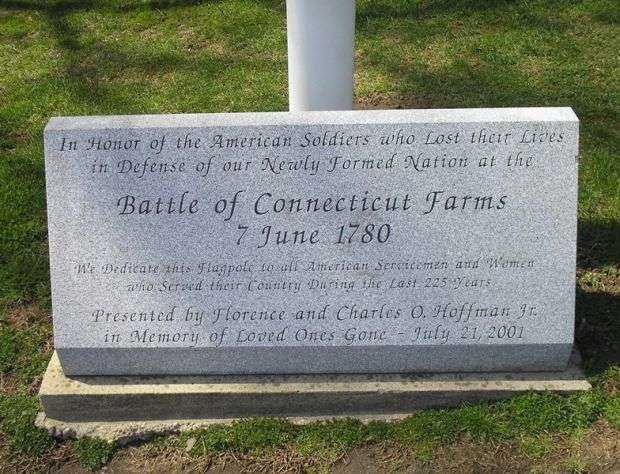 In Honor of the American Soldiers who Lost their Lives
in Defense of our Newly Formed Nation at the
Battle of Connecticut Farms
7 June 1780
We Dedicate this Flagpole to all American Servicemen and Women
who Served their Country During the Last 225 Years
Presented by Florence and Charles O. Hoffman Jr.
in Memory of Loved Ones Gone - July 21, 2001